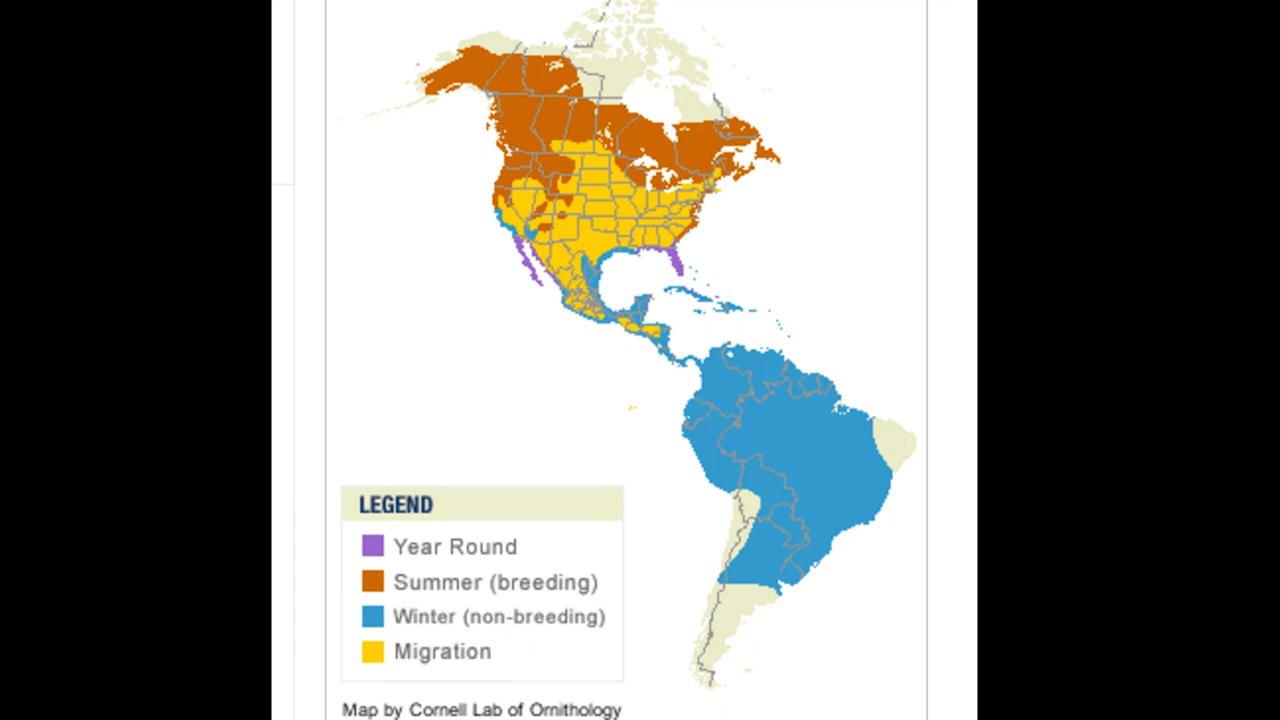 LEGEND
Year Round
Summer (breeding)
Winter (non-breeding)
Migration
Map by Cornell Lab of Ornithology